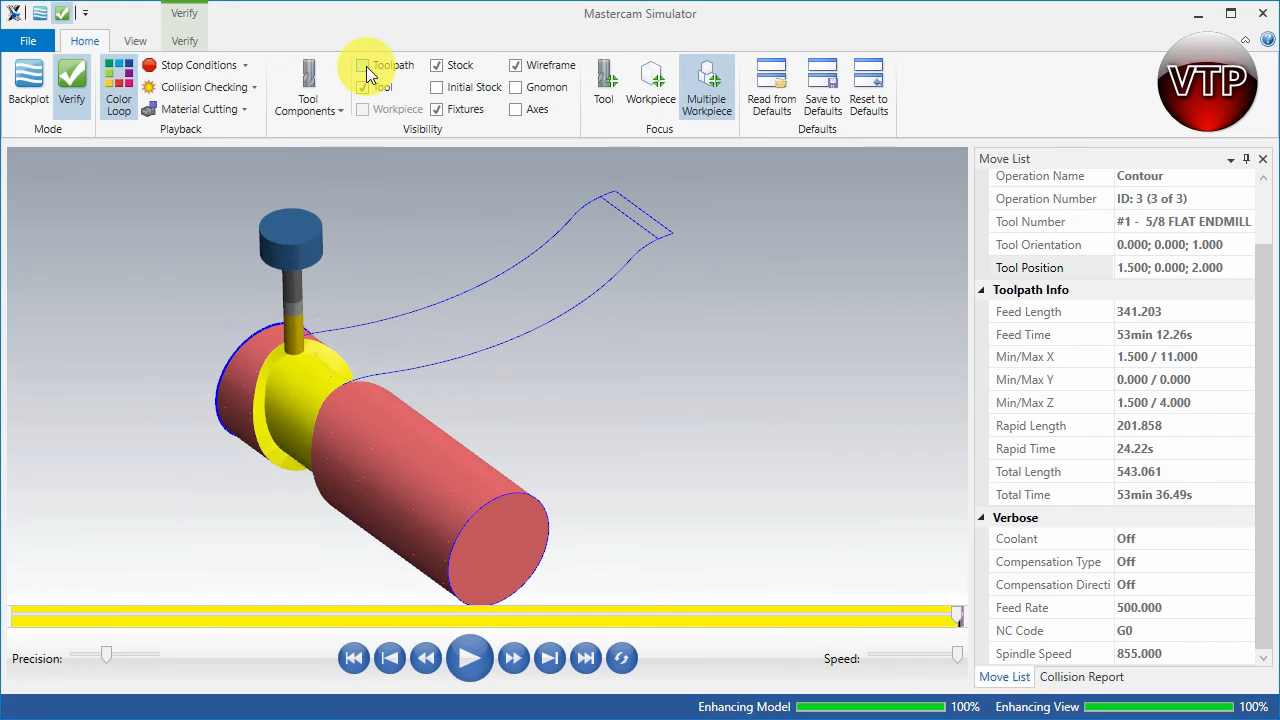 Verify
Mastercam Simulator
File
Home
View
Verify
Backplot
Verify
Mode
Color Loop
Stop Conditions
Collision Checking
Material Cutting
Playback
Tool Components
Toolpath
Tool
Workpiece
Stock
Initial Stock
Fixtures
Wireframe
Gnomon
Axes
Visibility
Tool
Workpiece
Multiple Workpiece
Focus
Read from Defaults
Save to Defaults
Reset to Defaults
Defaults
VTP
Move List
Operation Name Contour
Operation Number ID: 3 (3 of 3)
Tool Number #1 - 5/8 FLAT ENDMILL
Tool Orientation 0.000; 0.000; 1.000
Tool Position 1.500; 0.000; 2.000
Toolpath Info
Feed Length 341.203
Feed Time 53min 12.26s
Min/Max X 1.500 / 11.000
Min/Max Y 0.000 / 0.000
Min/Max Z 1.500 / 4.000
Rapid Length 201.858
Rapid Time 24.22s
Total Length 543.061
Total Time 53min 36.49s
Verbose
Coolant Off
Compensation Type Off
Compensation Directi Off
Feed Rate 500.000
NC Code G0
Spindle Speed 855.000
Move List Collision Report
Precision:
Speed:
Enhancing Model 100% Enhancing View 100%